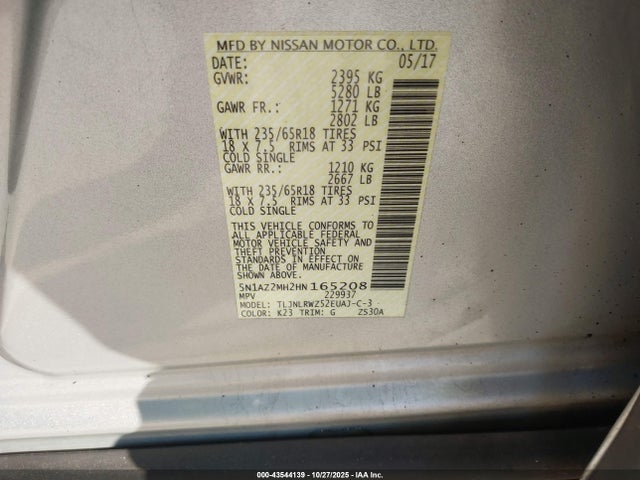 MFD BY NISSAN MOTOR CO., LTD.
DATE: 05/17
GVWR: 2395 KG
5280 LB
GAWR FR.: 1271 KG
2802 LB
WITH 235/65R18 TIRES
18 X 7.5 RIMS AT 33 PSI
COLD SINGLE
GAWR RR.: 1210 KG
2667 LB
WITH 235/65R18 TIRES
18 X 7.5 RIMS AT 33 PSI
COLD SINGLE
THIS VEHICLE CONFORMS TO
ALL APPLICABLE FEDERAL
MOTOR VEHICLE SAFETY AND
THEFT PREVENTION
STANDARDS IN EFFECT ON
THE DATE OF MANUFACTURE
SHOWN ABOVE.
5N1AZ2MH2HN165208
MPV 229937
MODEL: TLJNLRWZ52EUAJ-C-3
COLOR: K23 TRIM: G ZS30A
000-43544139 - 10/27/2025 - IAA Inc.